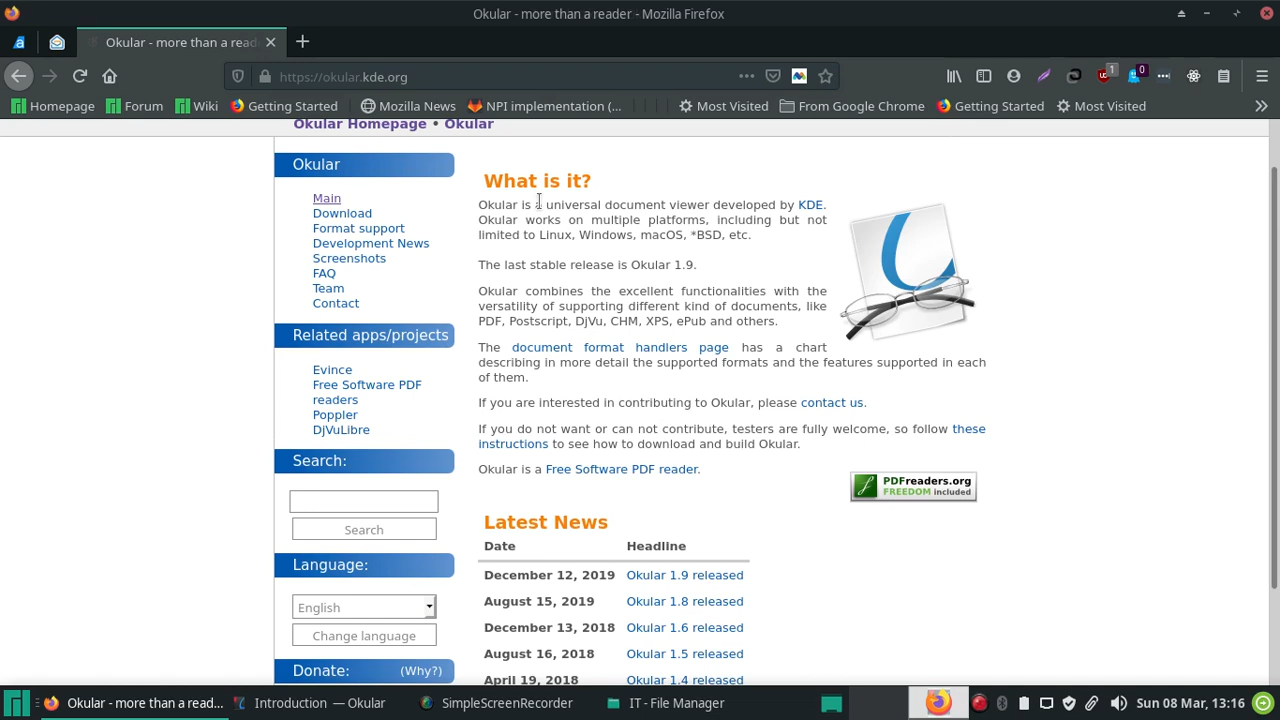 Okular - more than a reader - Mozilla Firefox
Okular - more than a read
https://okular.kde.org
1
0
Homepage
Forum
Wiki
Getting Started
Mozilla News
NPI implementation (...
Most Visited
From Google Chrome
Getting Started
Most Visited
Okular Homepage • Okular
Okular
Main
Download
Format support
Development News
Screenshots
FAQ
Team
Contact
Related apps/projects
Evince
Free Software PDF
readers
Poppler
DjVuLibre
Search:
Search
Language:
English
Change language
Donate: (Why?)
What is it?
Okular is a universal document viewer developed by KDE.
Okular works on multiple platforms, including but not
limited to Linux, Windows, macOS, *BSD, etc.
The last stable release is Okular 1.9.
Okular combines the excellent functionalities with the
versatility of supporting different kind of documents, like
PDF, Postscript, DjVu, CHM, XPS, ePub and others.
The document format handlers page has a chart
describing in more detail the supported formats and the features supported in each
of them.
If you are interested in contributing to Okular, please contact us.
If you do not want or can not contribute, testers are fully welcome, so follow these
instructions to see how to download and build Okular.
Okular is a Free Software PDF reader.
PDFreaders.org
FREEDOM included
Latest News
Date Headline
December 12, 2019 Okular 1.9 released
August 15, 2019 Okular 1.8 released
December 13, 2018 Okular 1.6 released
August 16, 2018 Okular 1.5 released
April 19, 2018 Okular 1.4 released
Okular - more than a read...
Introduction — Okular
SimpleScreenRecorder
IT - File Manager
Sun 08 Mar, 13:16